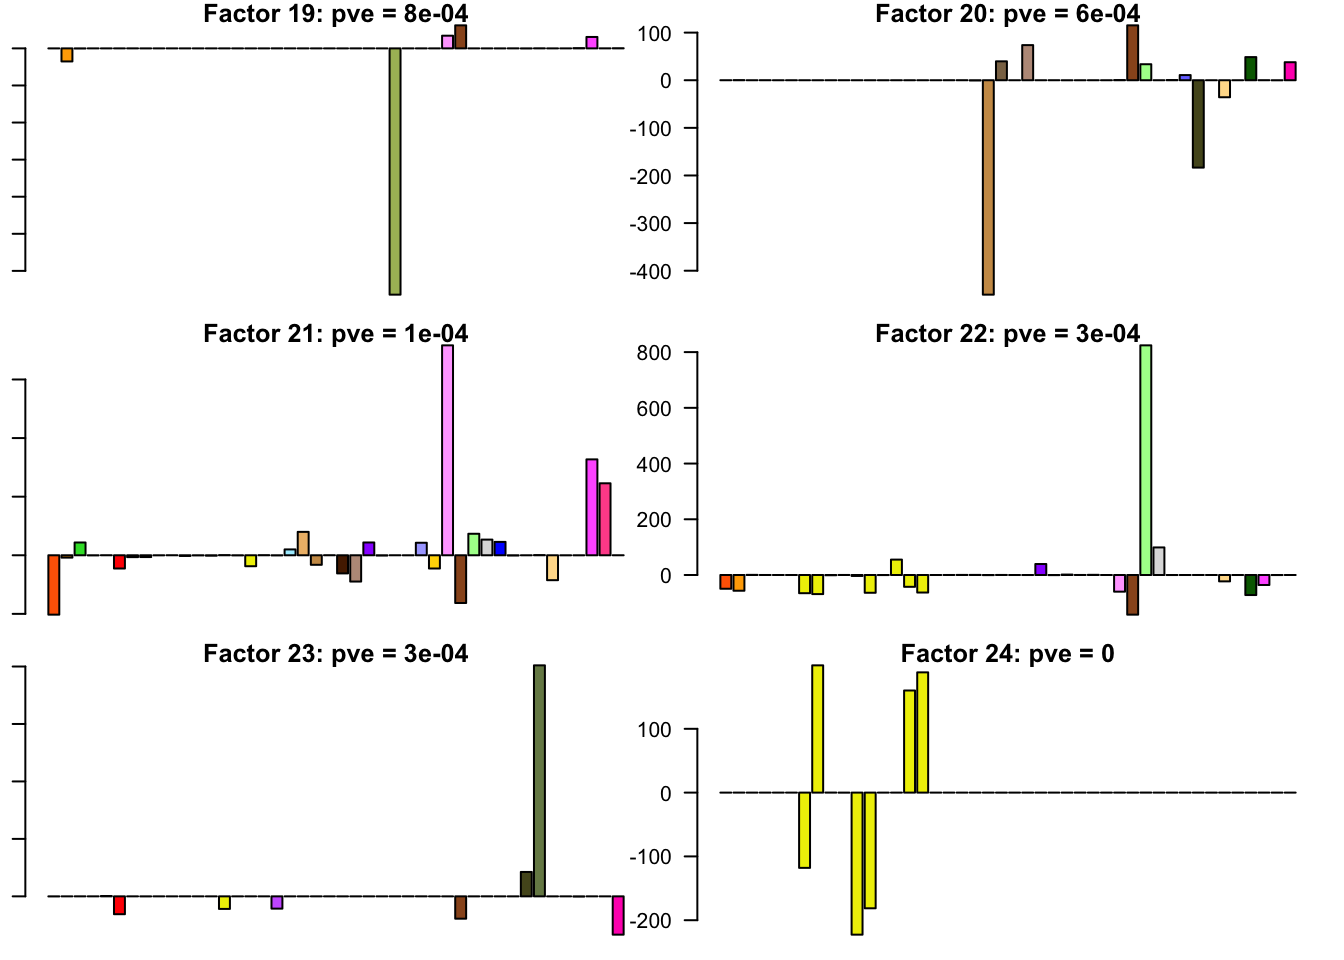 Factor 19: pve = 8e-04
Factor 20: pve = 6e-04
100
0
-100
-200
-300
-400
Factor 21: pve = 1e-04
Factor 22: pve = 3e-04
800
600
400
200
0
Factor 23: pve = 3e-04
Factor 24: pve = 0
100
0
-100
-200